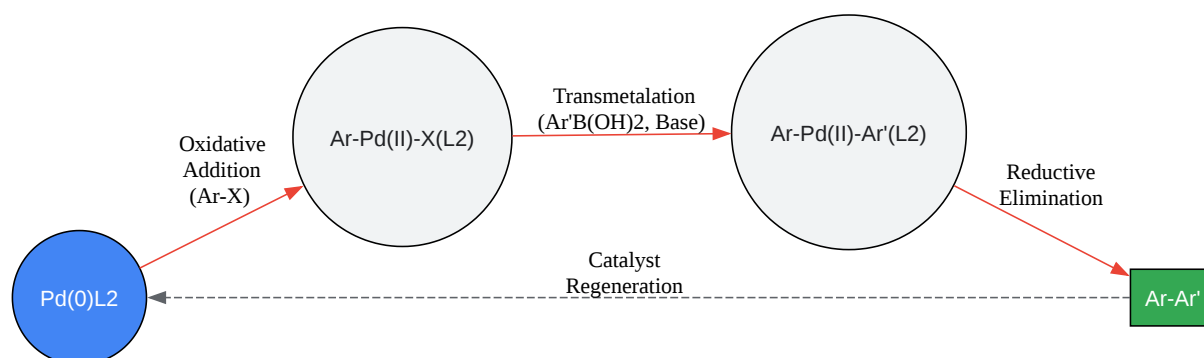 Oxidative
Addition
(Ar-X)
Transmetalation
(Ar'B(OH)2, Base)
Reductive
Elimination
Catalyst
Regeneration
Pd(0)L2
Ar-Pd(II)-X(L2)
Ar-Pd(II)-Ar'(L2)
Ar-Ar'